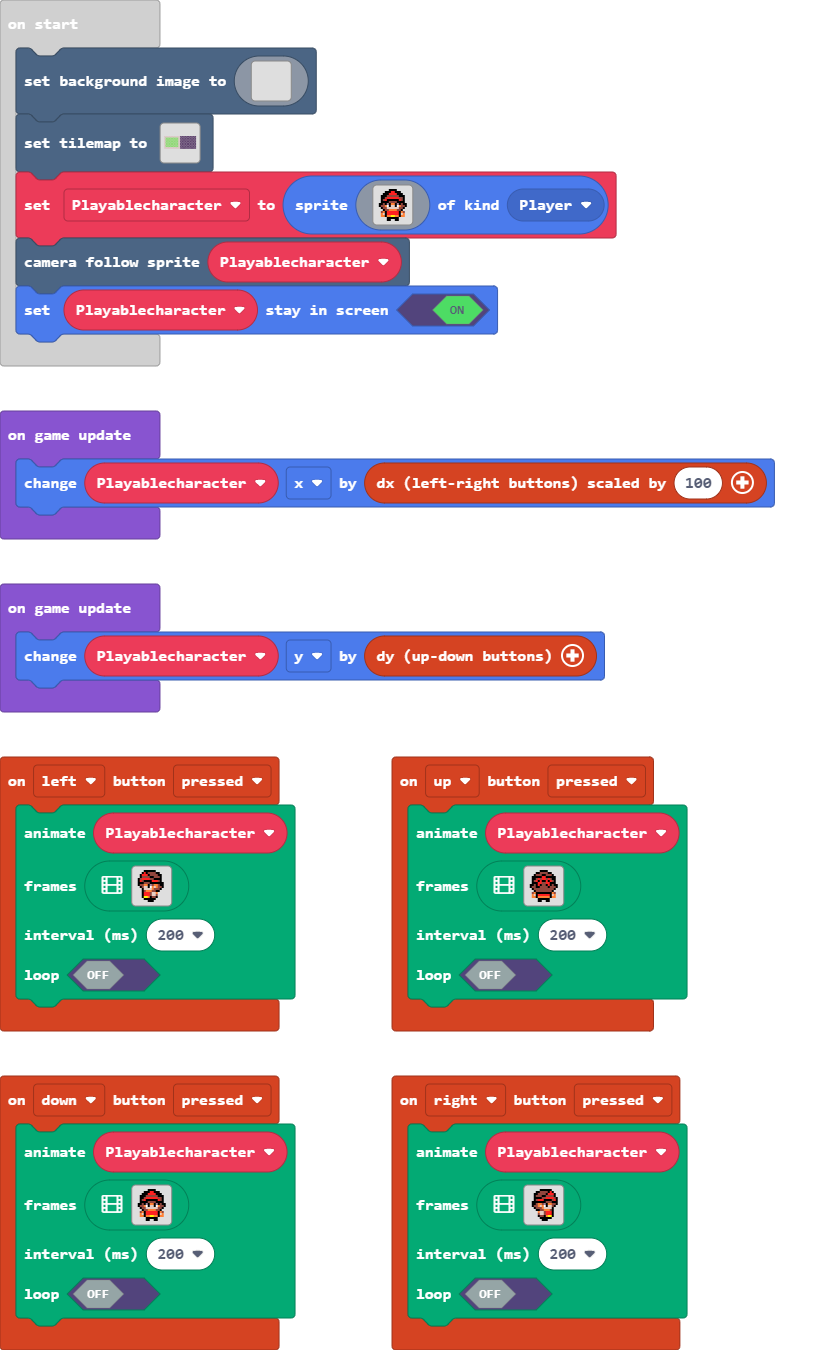 on start
set background image to
set tilemap to
set Playablecharacter to sprite of kind Player
camera follow sprite Playablecharacter
set Playablecharacter stay in screen ON
on game update
change Playablecharacter x by dx (left-right buttons) scaled by 100
on game update
change Playablecharacter y by dy (up-down buttons)
on left button pressed
animate Playablecharacter
frames
interval (ms) 200
loop OFF
on up button pressed
animate Playablecharacter
frames
interval (ms) 200
loop OFF
on down button pressed
animate Playablecharacter
frames
interval (ms) 200
loop OFF
on right button pressed
animate Playablecharacter
frames
interval (ms) 200
loop OFF